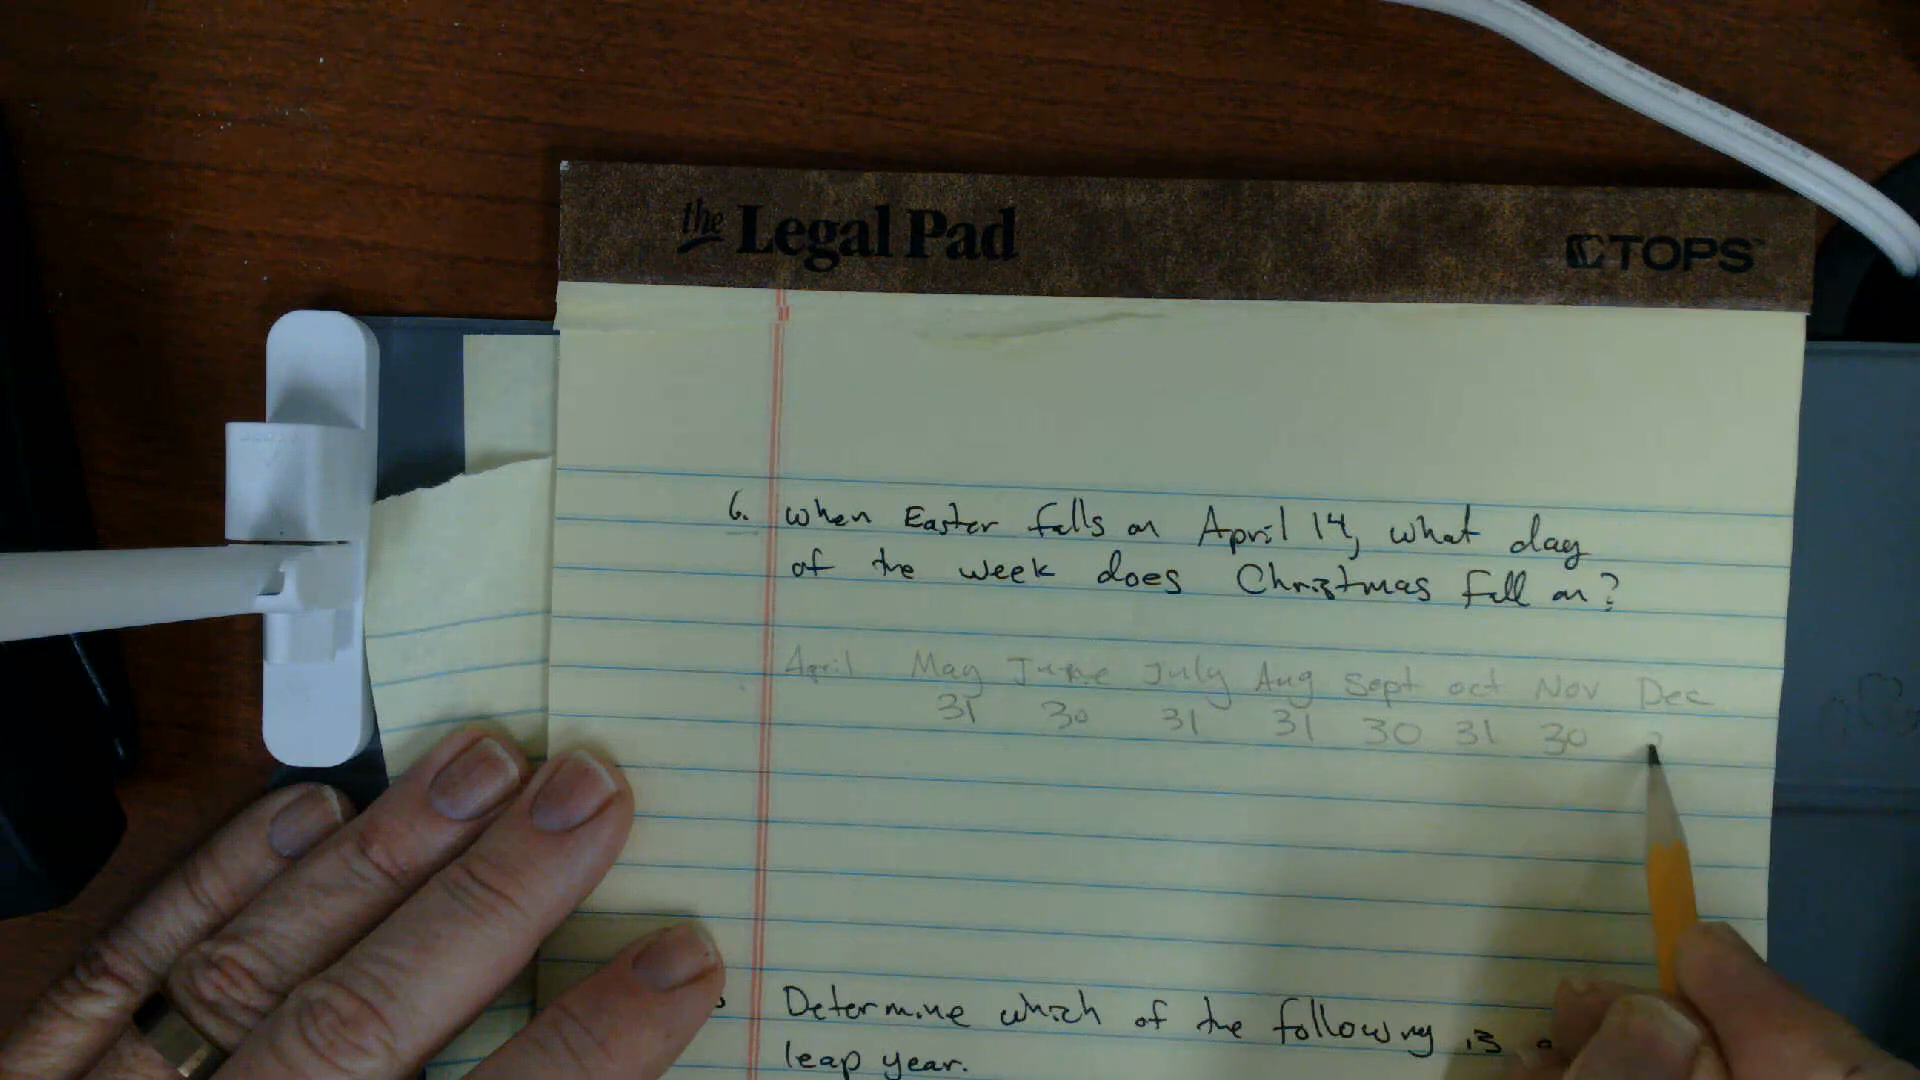 the Legal Pad
TOPS
6. When Easter falls on April 14, what day
of the week does Christmas fall on?
April May June July Aug Sept Oct Nov Dec
31 30 31 31 30 31 30
Determine which of the following is a
leap year.